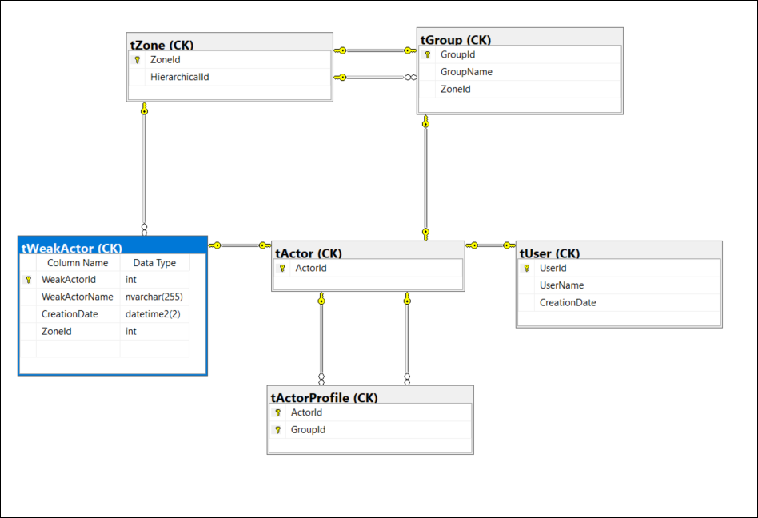 tZone (CK)
ZoneId
HierarchicalId
tGroup (CK)
GroupId
GroupName
ZoneId
tWeakActor (CK)
Column Name Data Type
WeakActorId int
WeakActorName nvarchar(255)
CreationDate datetime2(2)
ZoneId int
tActor (CK)
ActorId
tUser (CK)
UserId
UserName
CreationDate
tActorProfile (CK)
ActorId
GroupId